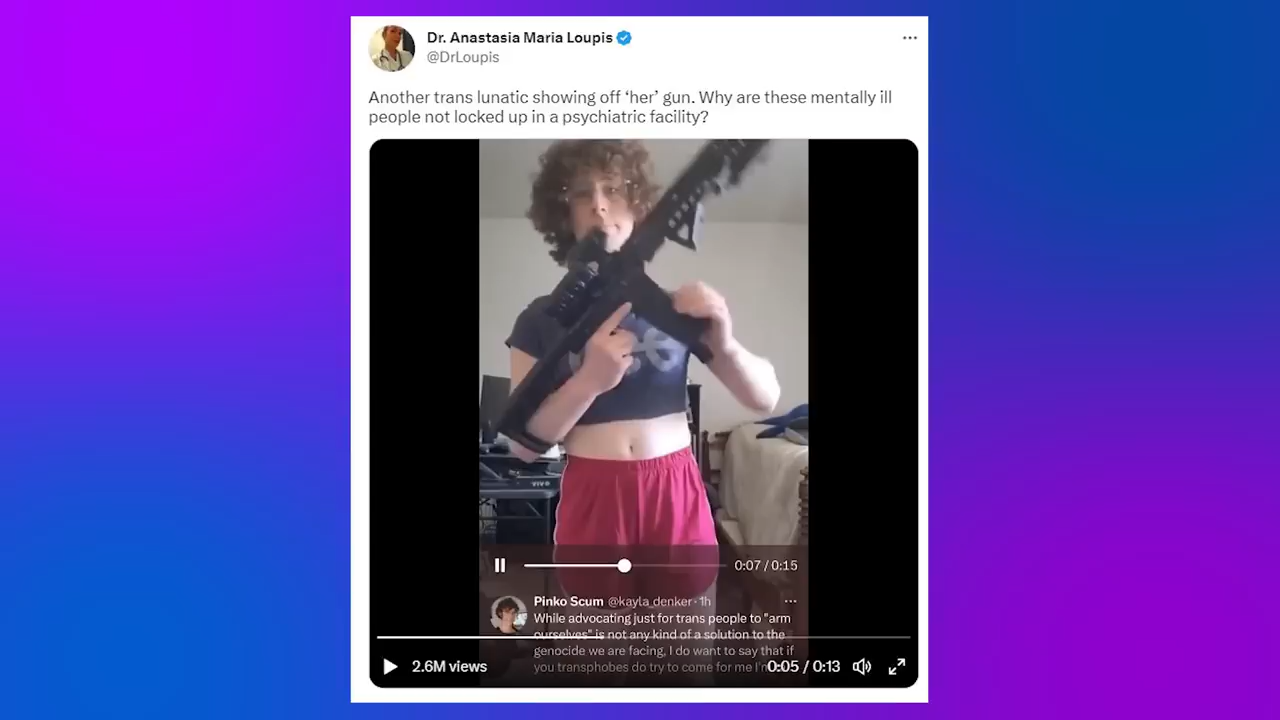 Dr. Anastasia Maria Loupis
@DrLoupis
Another trans lunatic showing off ‘her’ gun. Why are these mentally ill
people not locked up in a psychiatric facility?
VIVO
0:07 / 0:15
Pinko Scum @kayla_denker · 1h
While advocating just for trans people to "arm
ourselves" is not any kind of a solution to the
genocide we are facing, I do want to say that if
you transphobes do try to come for me I'm
2.6M views
0:05 / 0:13